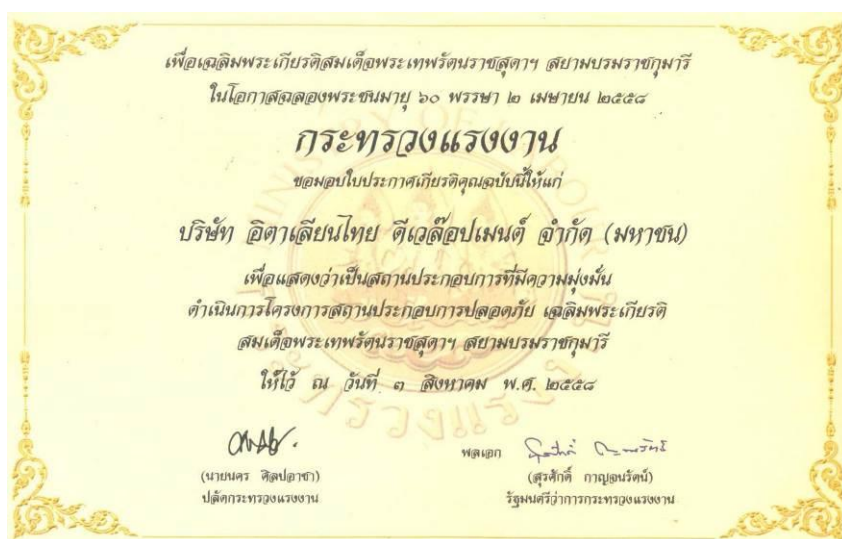 เพื่อเฉลิมพระเกียรติสมเด็จพระเทพรัตนราชสุดาฯ สยามบรมราชกุมารี
ในโอกาสฉลองพระชนมายุ ๖๐ พรรษา ๒ เมษายน ๒๕๕๘
กระทรวงแรงงาน
ขอมอบใบประกาศเกียรติคุณฉบับนี้ให้แก่
บริษัท อิตาเลียนไทย ดีเวล๊อปเมนต์ จำกัด (มหาชน)
เพื่อแสดงว่าเป็นสถานประกอบการที่มีความมุ่งมั่น
ดำเนินการโครงการสถานประกอบการปลอดภัย เฉลิมพระเกียรติ
สมเด็จพระเทพรัตนราชสุดาฯ สยามบรมราชกุมารี
ให้ไว้ ณ วันที่ ๓ สิงหาคม พ.ศ. ๒๕๕๘
พลเอก
(นายนคร ศิลปอาชา)
ปลัดกระทรวงแรงงาน
(สุรศักดิ์ กาญจนรัตน์)
รัฐมนตรีว่าการกระทรวงแรงงาน
MINISTRY OF LABOUR
กระทรวงแรงงาน